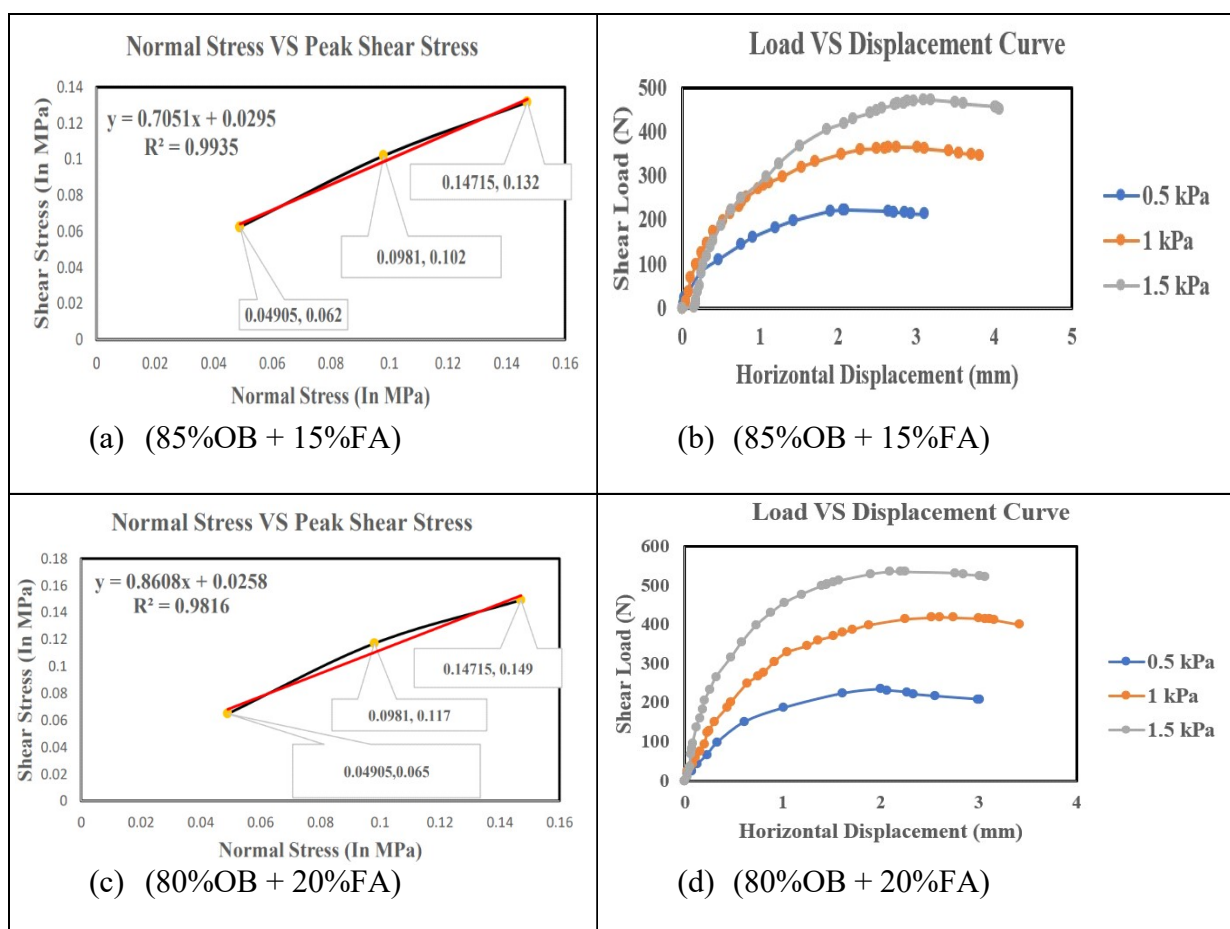 Normal Stress VS Peak Shear Stress
y = 0.7051x + 0.0295
R² = 0.9935
0.14
0.12
0.1
0.08
0.06
0.04
0.02
0
0.14715, 0.132
0.0981, 0.102
0.04905, 0.062
0 0.02 0.04 0.06 0.08 0.1 0.12 0.14 0.16
Shear Stress (In MPa)
Normal Stress (In MPa)
(a) (85%OB + 15%FA)
Load VS Displacement Curve
500
400
300
200
100
0
0 1 2 3 4 5
Shear Load (N)
Horizontal Displacement (mm)
0.5 kPa
1 kPa
1.5 kPa
(b) (85%OB + 15%FA)
Normal Stress VS Peak Shear Stress
y = 0.8608x + 0.0258
R² = 0.9816
0.18
0.16
0.14
0.12
0.1
0.08
0.06
0.04
0.02
0
0.14715, 0.149
0.0981, 0.117
0.04905,0.065
0 0.02 0.04 0.06 0.08 0.1 0.12 0.14 0.16
Shear Stress (In MPa)
Normal Stress (In MPa)
(c) (80%OB + 20%FA)
Load VS Displacement Curve
600
500
400
300
200
100
0
0 1 2 3 4
Shear Load (N)
Horizontal Displacement (mm)
0.5 kPa
1 kPa
1.5 kPa
(d) (80%OB + 20%FA)